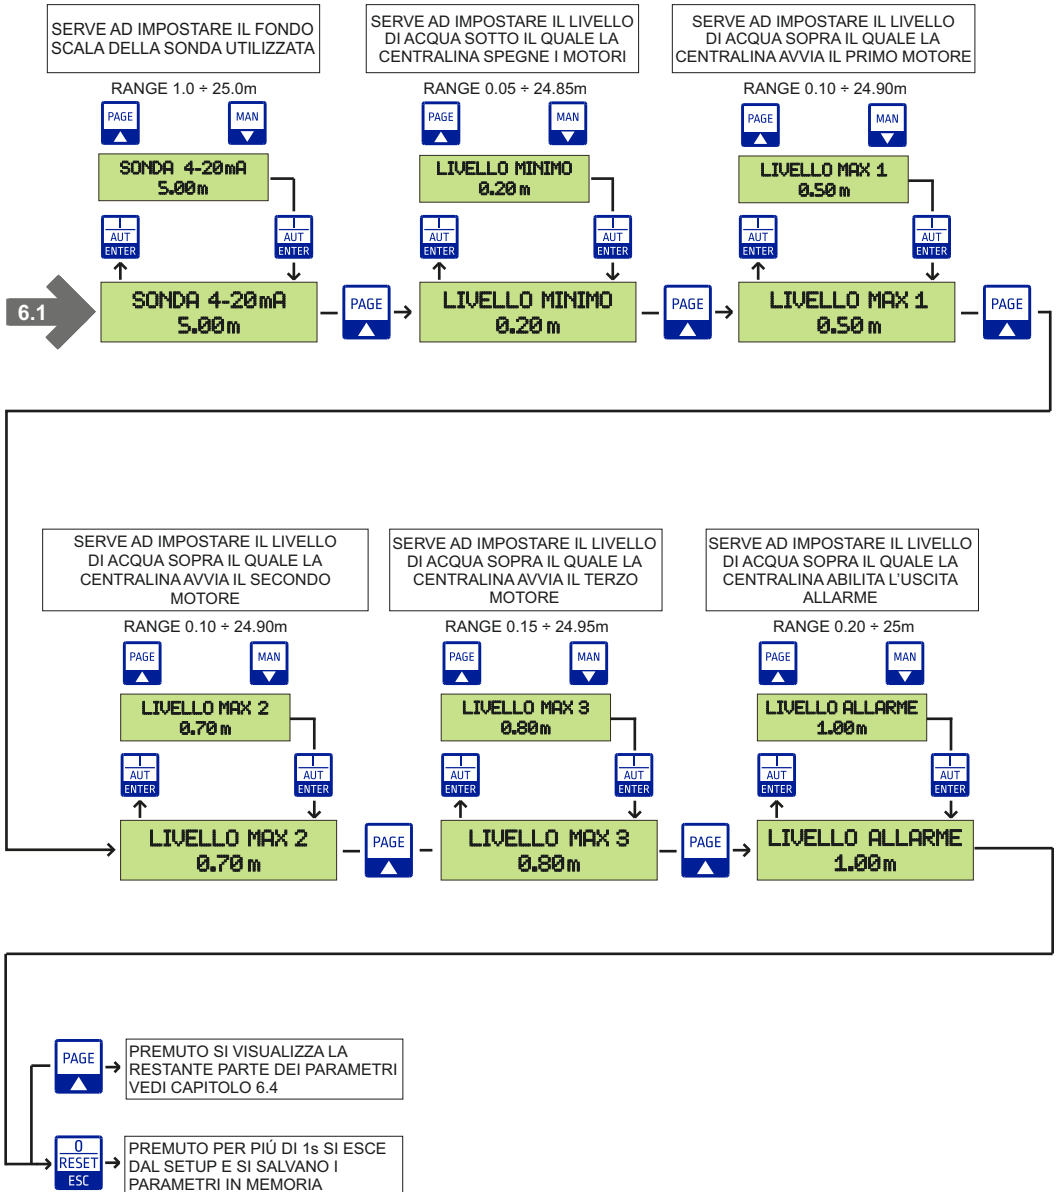 SERVE AD IMPOSTARE IL FONDO
SCALA DELLA SONDA UTILIZZATA
RANGE 1.0 ÷ 25.0m
PAGE
MAN
SONDA 4-20mA
5.00m
AUT
ENTER
AUT
ENTER
6.1
SONDA 4-20mA
5.00m
PAGE
SERVE AD IMPOSTARE IL LIVELLO
DI ACQUA SOTTO IL QUALE LA
CENTRALINA SPEGNE I MOTORI
RANGE 0.05 ÷ 24.85m
PAGE
MAN
LIVELLO MINIMO
0.20 m
AUT
ENTER
AUT
ENTER
LIVELLO MINIMO
0.20 m
PAGE
SERVE AD IMPOSTARE IL LIVELLO
DI ACQUA SOPRA IL QUALE LA
CENTRALINA AVVIA IL PRIMO MOTORE
RANGE 0.10 ÷ 24.90m
PAGE
MAN
LIVELLO MAX 1
0.50 m
AUT
ENTER
AUT
ENTER
LIVELLO MAX 1
0.50 m
PAGE
SERVE AD IMPOSTARE IL LIVELLO
DI ACQUA SOPRA IL QUALE LA
CENTRALINA AVVIA IL SECONDO
MOTORE
RANGE 0.10 ÷ 24.90m
PAGE
MAN
LIVELLO MAX 2
0.70 m
AUT
ENTER
AUT
ENTER
LIVELLO MAX 2
0.70 m
PAGE
SERVE AD IMPOSTARE IL LIVELLO
DI ACQUA SOPRA IL QUALE LA
CENTRALINA AVVIA IL TERZO
MOTORE
RANGE 0.15 ÷ 24.95m
PAGE
MAN
LIVELLO MAX 3
0.80m
AUT
ENTER
AUT
ENTER
LIVELLO MAX 3
0.80m
PAGE
SERVE AD IMPOSTARE IL LIVELLO
DI ACQUA SOPRA IL QUALE LA
CENTRALINA ABILITA L'USCITA
ALLARME
RANGE 0.20 ÷ 25m
PAGE
MAN
LIVELLO ALLARME
1.00m
AUT
ENTER
AUT
ENTER
LIVELLO ALLARME
1.00m
PAGE
PREMUTO SI VISUALIZZA LA
RESTANTE PARTE DEI PARAMETRI
VEDI CAPITOLO 6.4
0
RESET
ESC
PREMUTO PER PIÚ DI 1s SI ESCE
DAL SETUP E SI SALVANO I
PARAMETRI IN MEMORIA